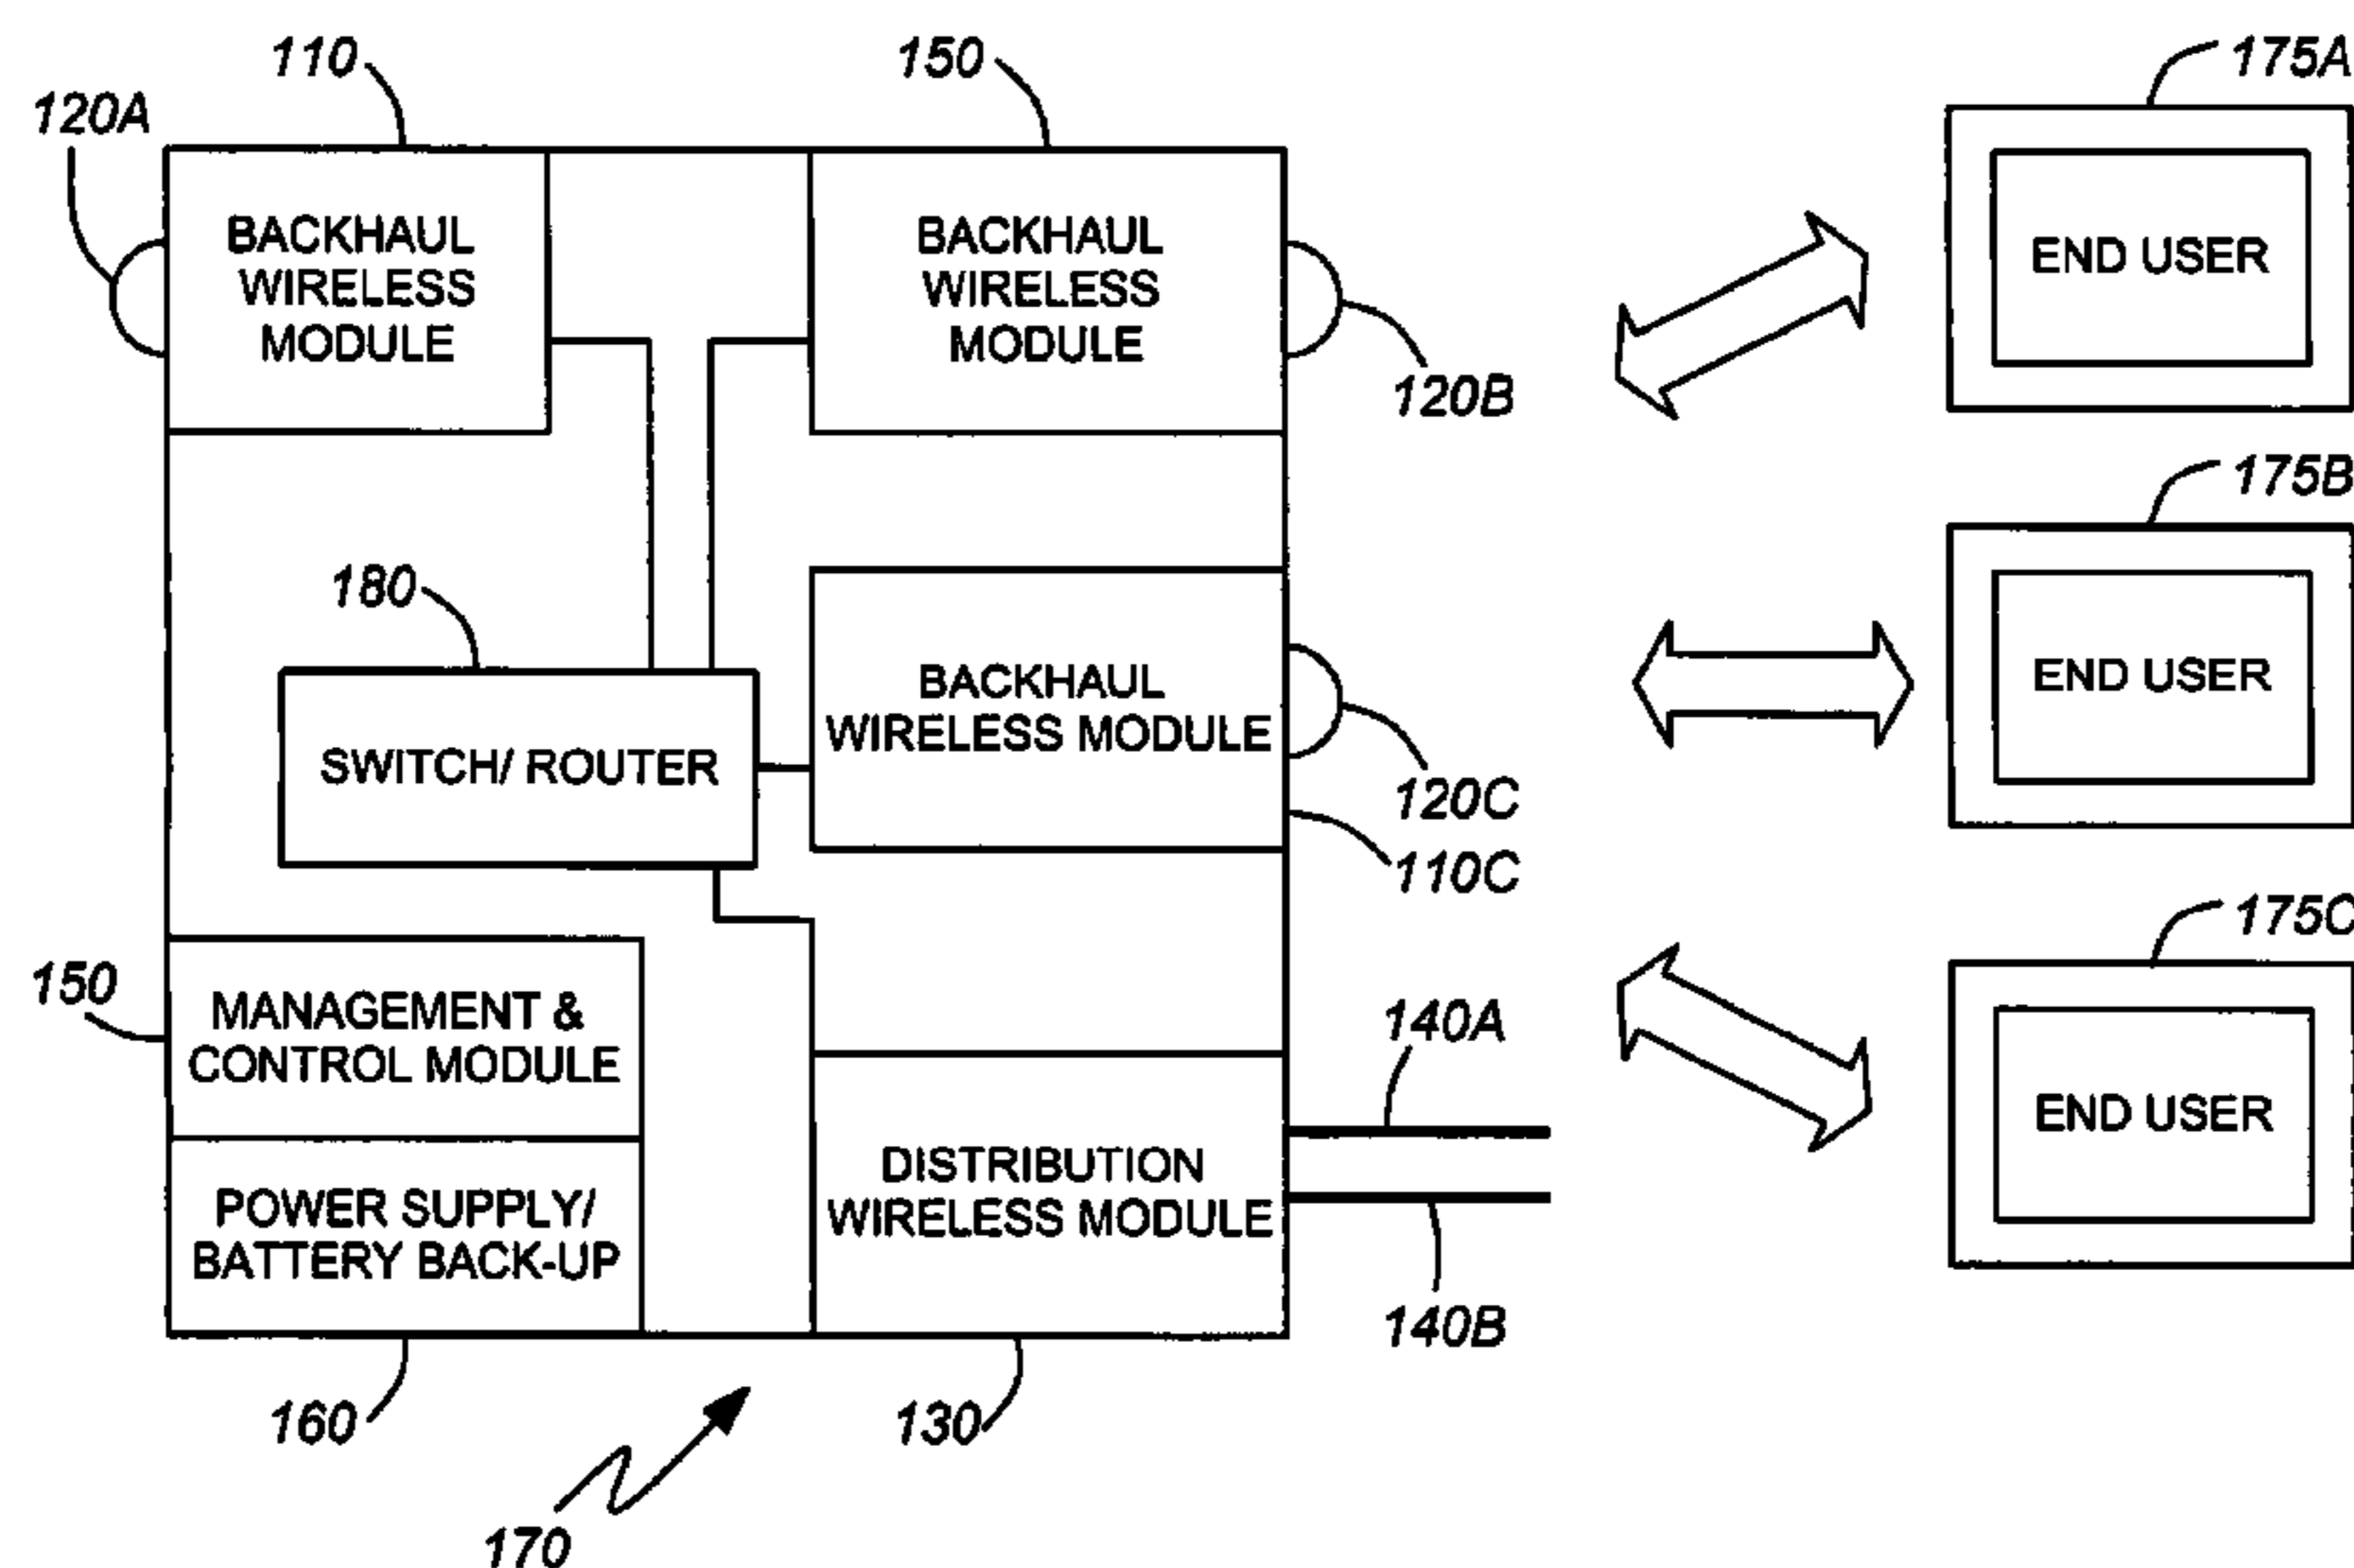 110
150
175A
120A
BACKHAUL
WIRELESS
MODULE
BACKHAUL
WIRELESS
MODULE
END USER
120B
175B
180
BACKHAUL
WIRELESS MODULE
END USER
SWITCH/ ROUTER
120C
110C
175C
150
MANAGEMENT &
CONTROL MODULE
140A
END USER
DISTRIBUTION
WIRELESS MODULE
POWER SUPPLY/
BATTERY BACK-UP
140B
160
130
170